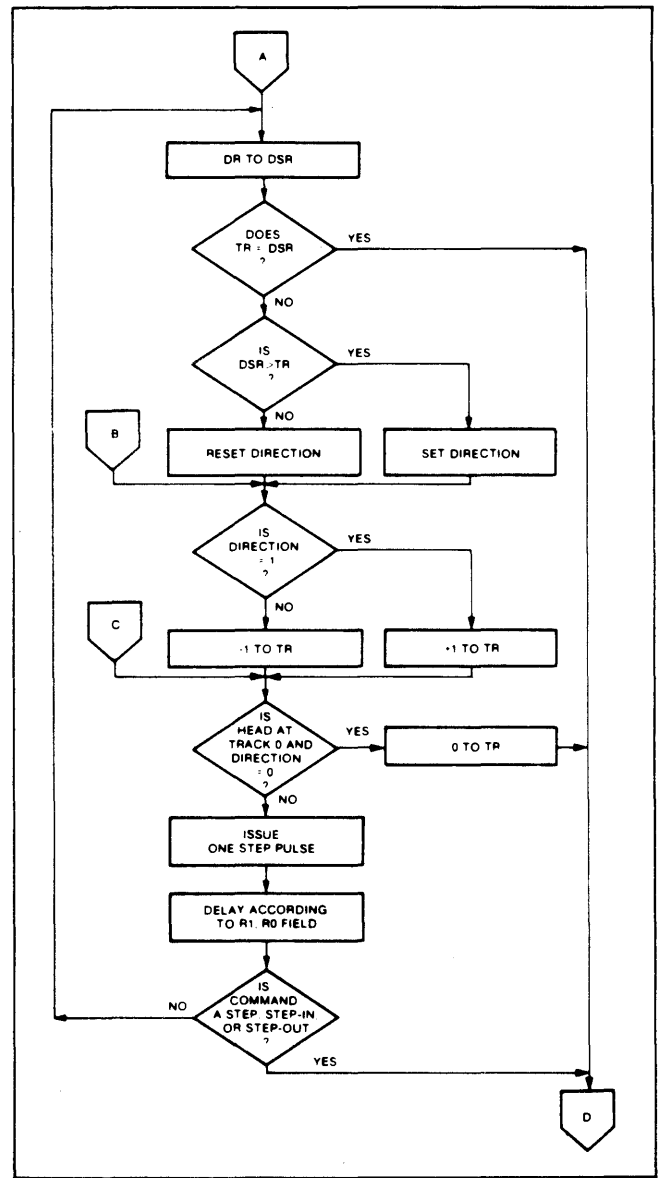 A
DR TO DSR
DOES
TR = DSR
?
YES
NO
IS
DSR>TR
?
YES
NO
B
RESET DIRECTION
SET DIRECTION
IS
DIRECTION
= 1
?
YES
NO
C
-1 TO TR
+1 TO TR
IS
HEAD AT
TRACK 0 AND
DIRECTION
= 0
?
YES
0 TO TR
NO
ISSUE
ONE STEP PULSE
DELAY ACCORDING
TO R1, R0 FIELD
IS
COMMAND
A STEP, STEP-IN,
OR STEP-OUT
?
NO
YES
D